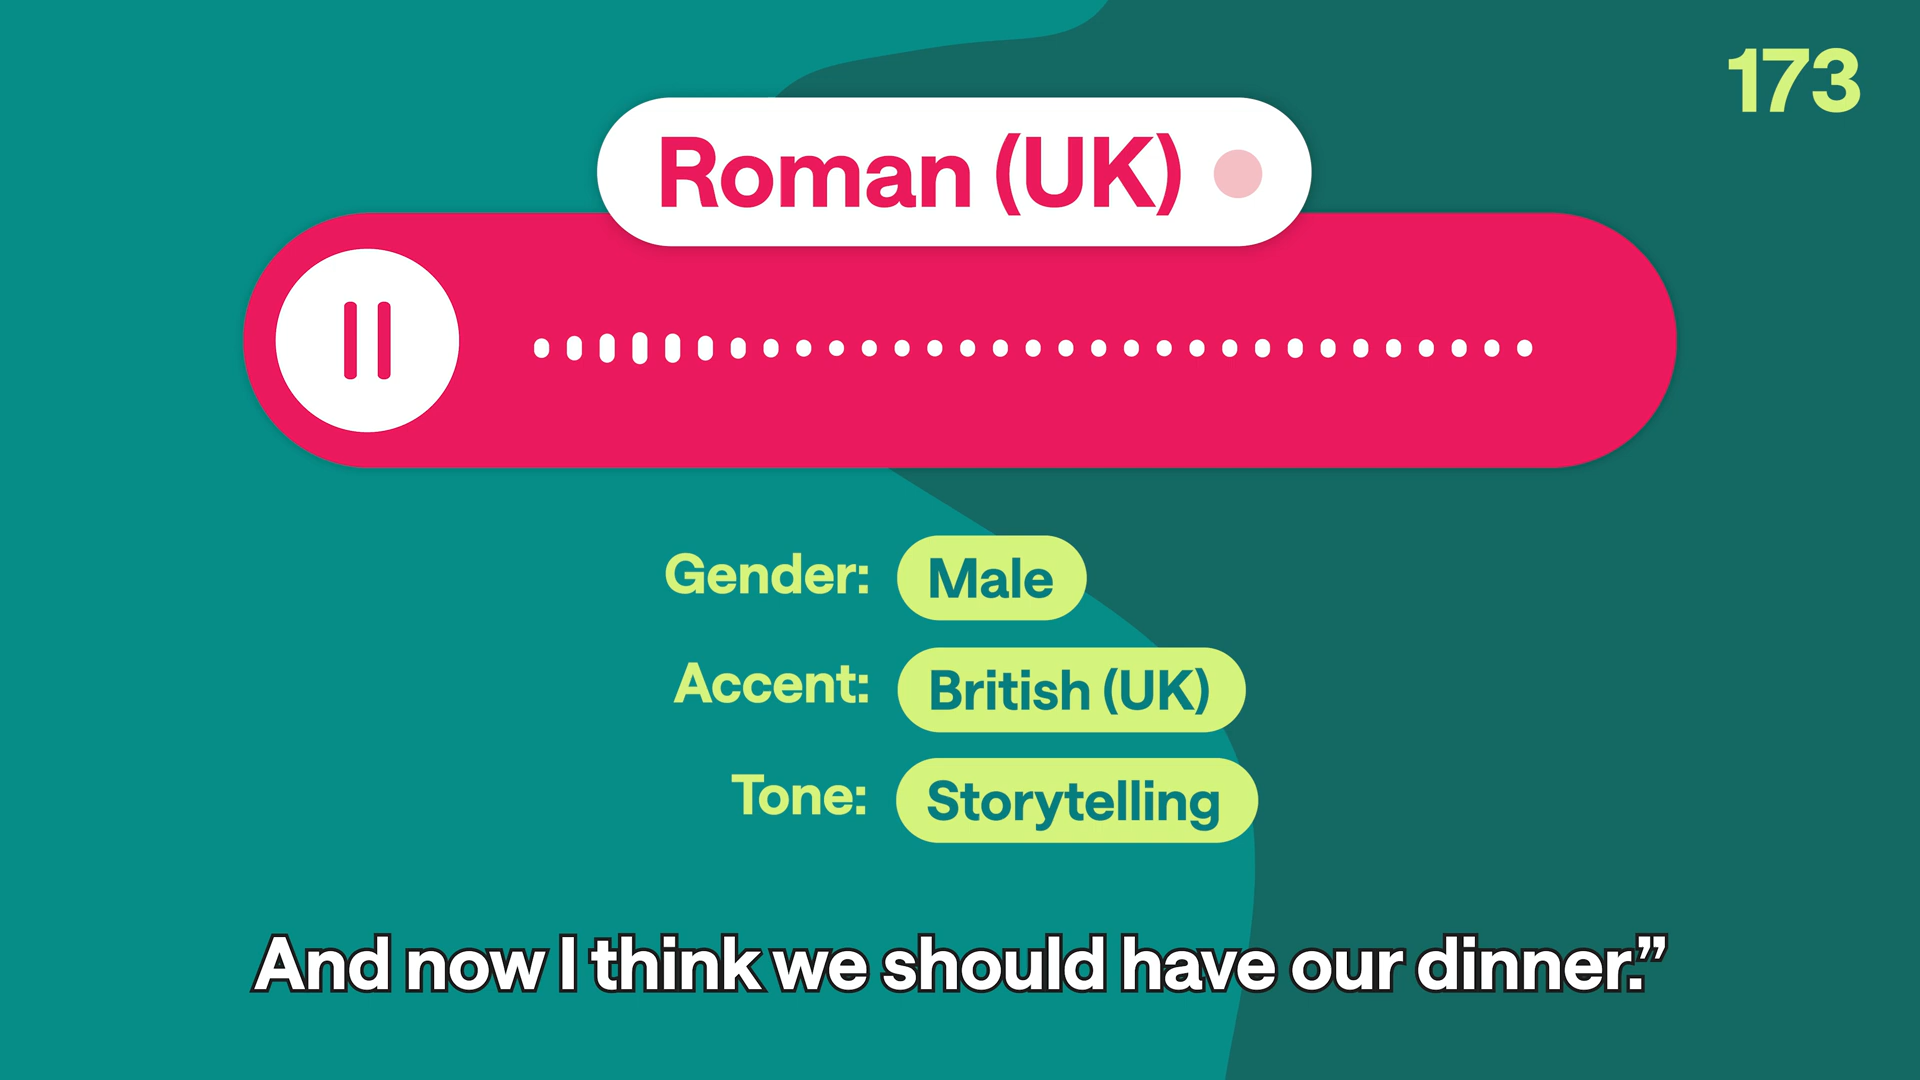 173
Roman (UK)
Gender: Male
Accent: British (UK)
Tone: Storytelling
And now I think we should have our dinner.”